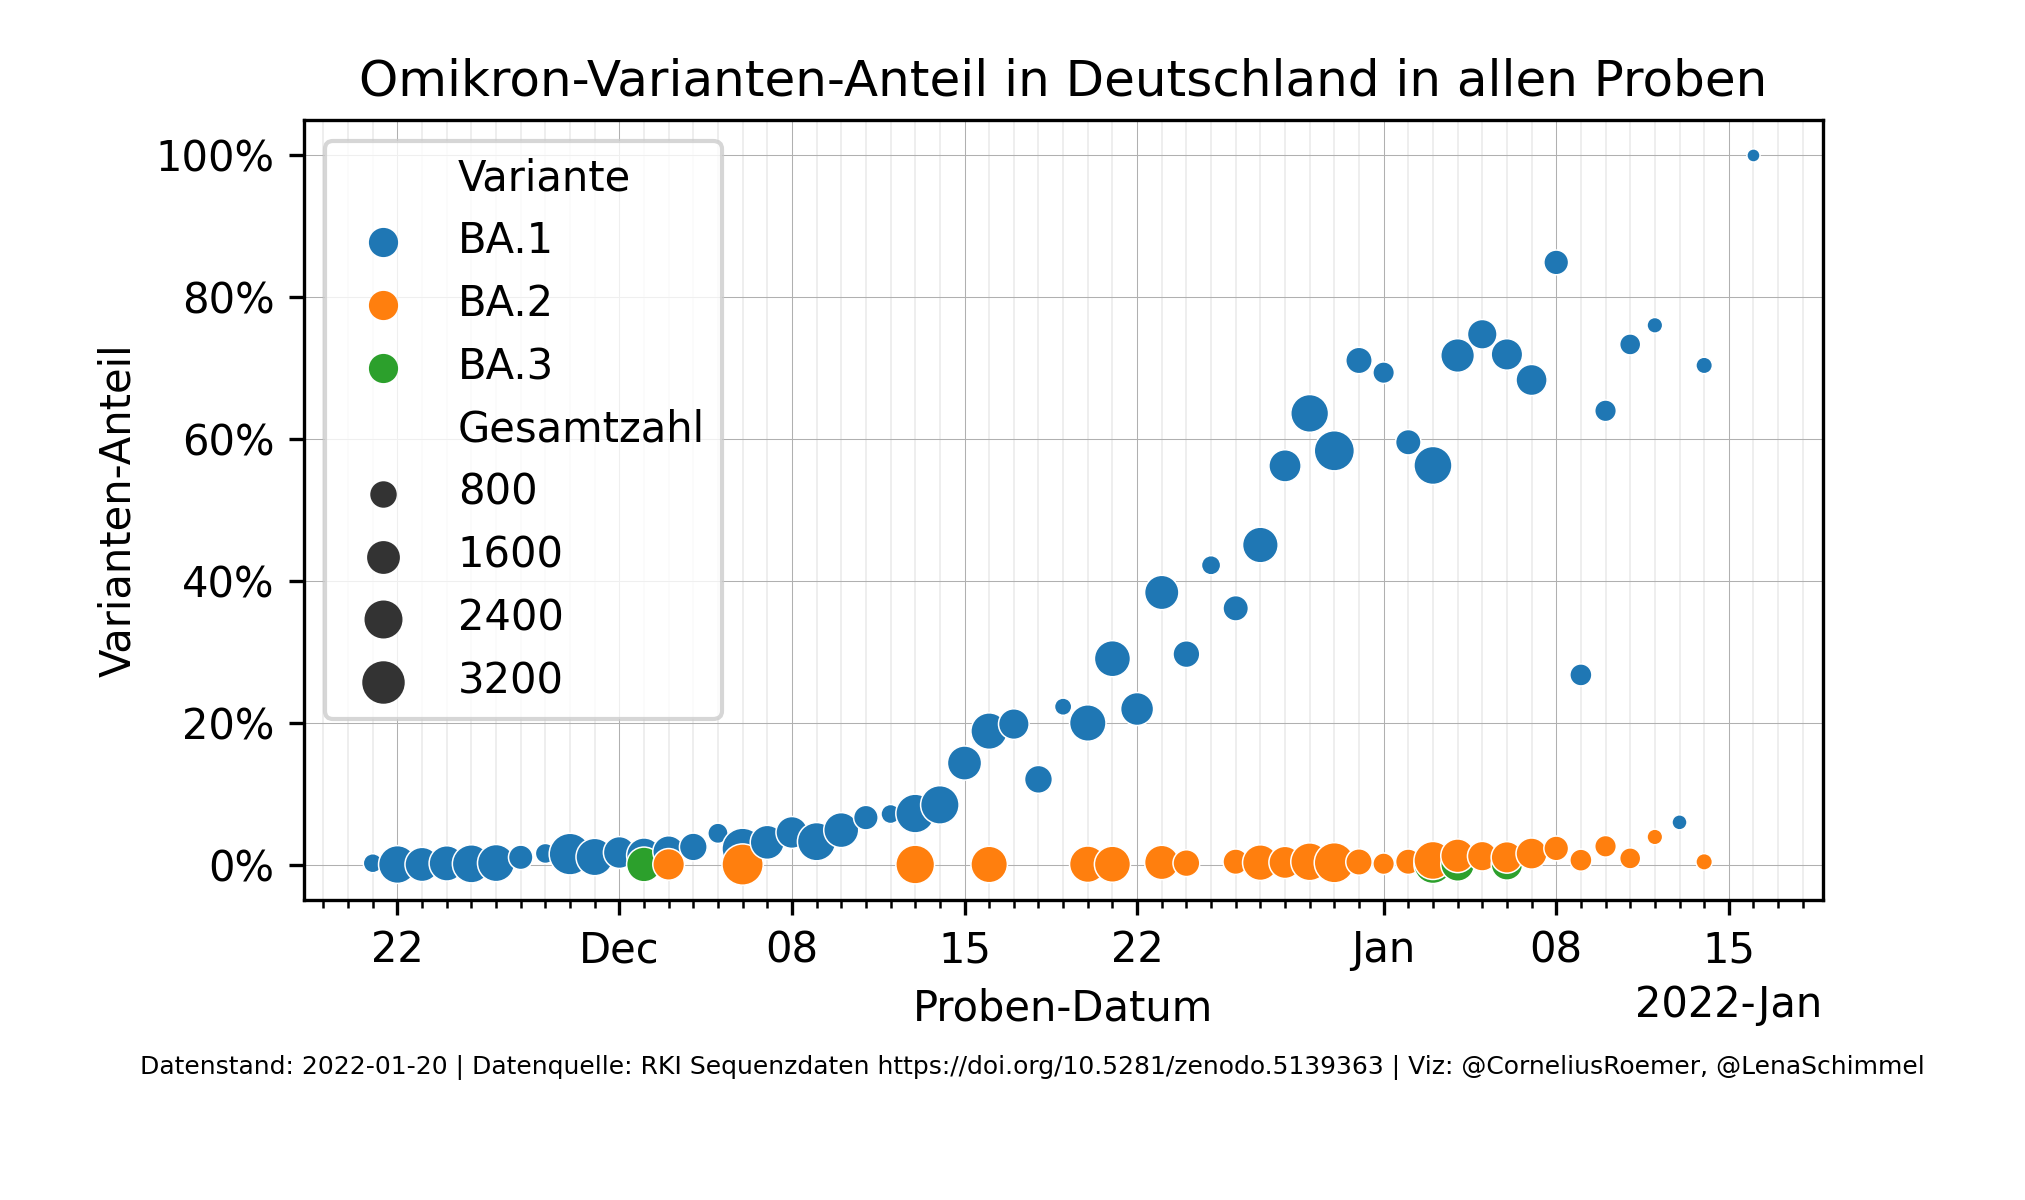 Omikron-Varianten-Anteil in Deutschland in allen Proben
Varianten-Anteil
100%
80%
60%
40%
20%
0%
Variante
BA.1
BA.2
BA.3
Gesamtzahl
800
1600
2400
3200
22 Dec 08 15 22 Jan 08 15
Proben-Datum
2022-Jan
Datenstand: 2022-01-20 | Datenquelle: RKI Sequenzdaten https://doi.org/10.5281/zenodo.5139363 | Viz: @CorneliusRoemer, @LenaSchimmel